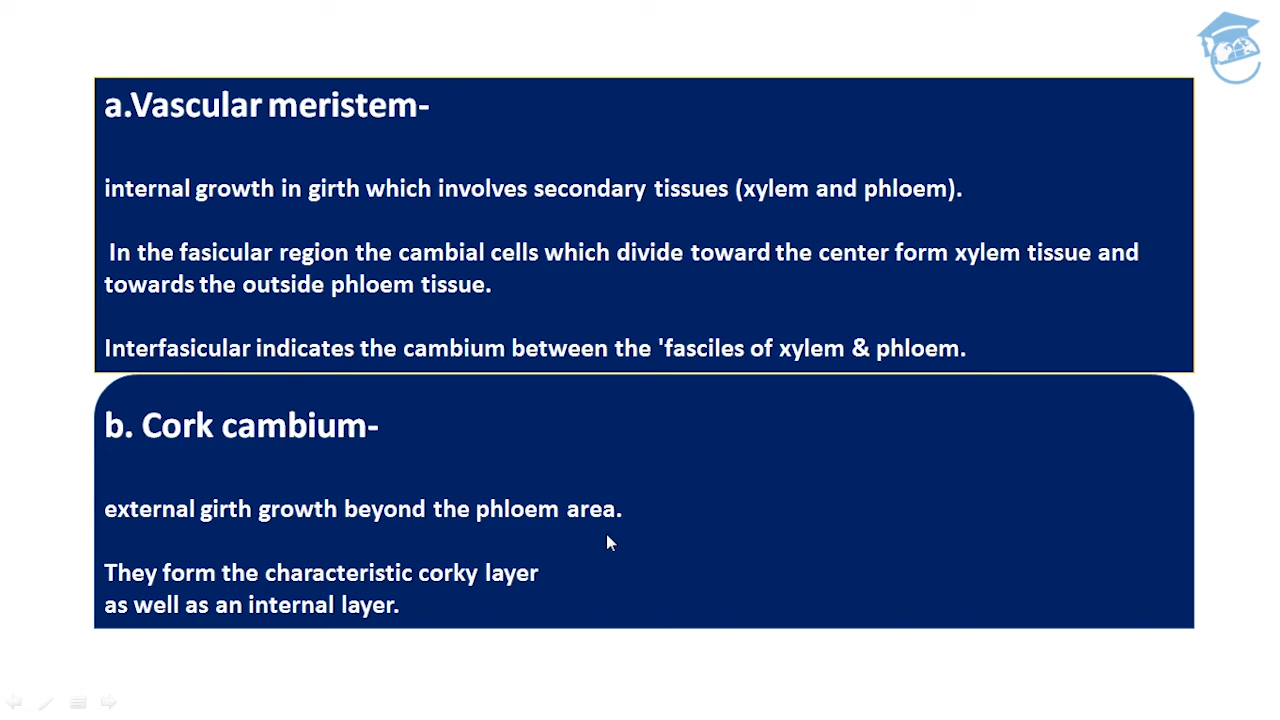 a.Vascular meristem-
internal growth in girth which involves secondary tissues (xylem and phloem).
In the fasicular region the cambial cells which divide toward the center form xylem tissue and
towards the outside phloem tissue.
Interfasicular indicates the cambium between the 'fasciles of xylem & phloem.
b. Cork cambium-
external girth growth beyond the phloem area.
They form the characteristic corky layer
as well as an internal layer.